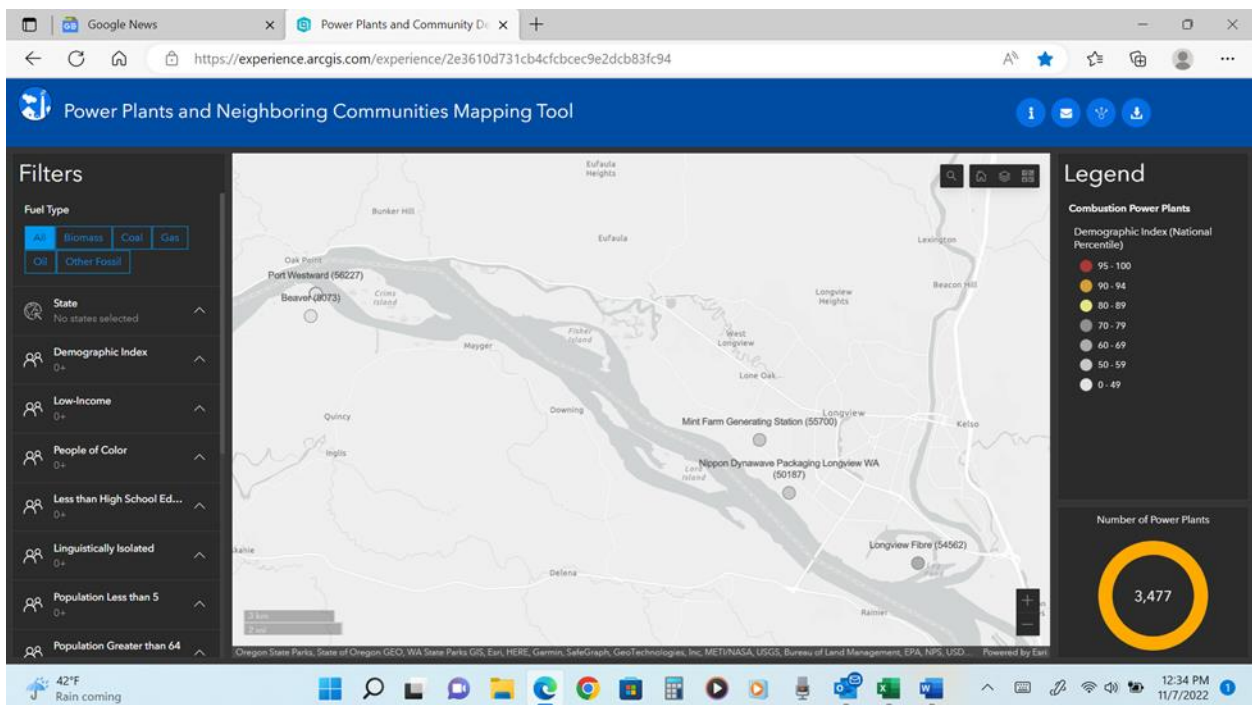 Google News
Power Plants and Community De
https://experience.arcgis.com/experience/2e3610d731cb4cfcbcec9e2dcb83fc94
Power Plants and Neighboring Communities Mapping Tool
Filters
Fuel Type
All Biomass Coal Gas
Oil Other Fossil
State
No states selected
Demographic Index
0+
Low-Income
0+
People of Color
0+
Less than High School Ed...
0+
Linguistically Isolated
0+
Population Less than 5
0+
Population Greater than 64
Eufaula
Heights
Bunker Hill
Eufaula
Lexington
Oak Point
Port Westward (56227)
Beaver (8073)
Crims
Island
Longview
Heights
Beacon Hill
Fisher
Island
Mayger
West
Longview
Lone Oak
Quincy
Downing
Mint Farm Generating Station (55700)
Longview
Kelso
Inglis
Lord
Island
Nippon Dynawave Packaging Longview WA
(50187)
Longview Fibre (54562)
Delena
Rainier
3 km
2 mi
Oregon State Parks, State of Oregon GEO, WA State Parks GIS, Esri, HERE, Garmin, SafeGraph, GeoTechnologies, Inc, METI/NASA, USGS, Bureau of Land Management, EPA, NPS, USD... Powered by Esri
Legend
Combustion Power Plants
Demographic Index (National
Percentile)
95 - 100
90 - 94
80 - 89
70 - 79
60 - 69
50 - 59
0 - 49
Number of Power Plants
3,477
42°F
Rain coming
12:34 PM
11/7/2022
1